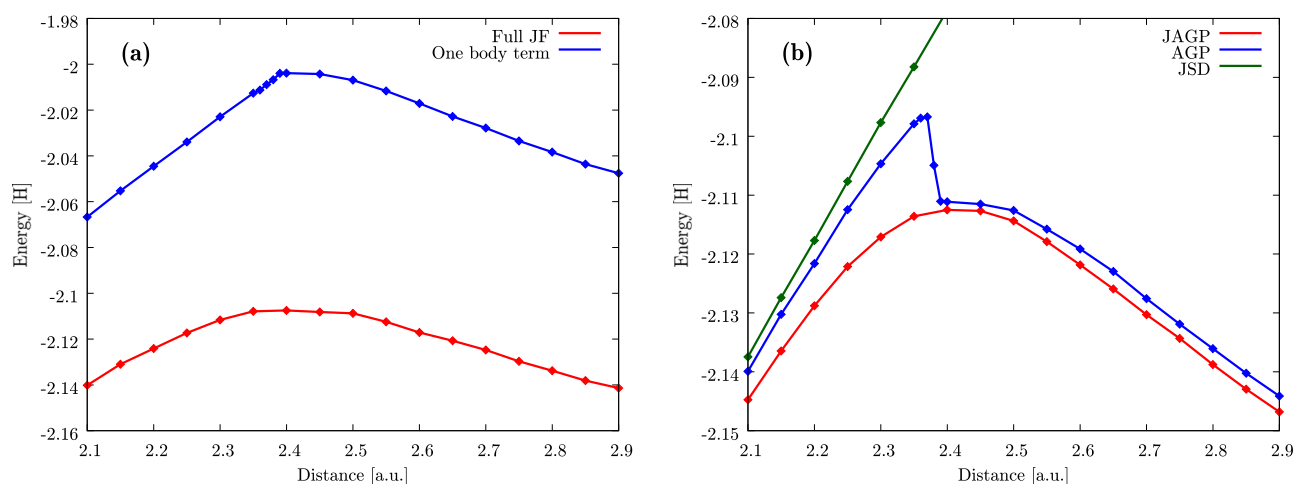 (a)
Full JF
One body term
-1.98
-2
-2.02
-2.04
-2.06
-2.08
-2.1
-2.12
-2.14
-2.16
Energy [H]
2.1 2.2 2.3 2.4 2.5 2.6 2.7 2.8 2.9
Distance [a.u.]
(b)
JAGP
AGP
JSD
-2.08
-2.09
-2.1
-2.11
-2.12
-2.13
-2.14
-2.15
Energy [H]
2.1 2.2 2.3 2.4 2.5 2.6 2.7 2.8 2.9
Distance [a.u.]